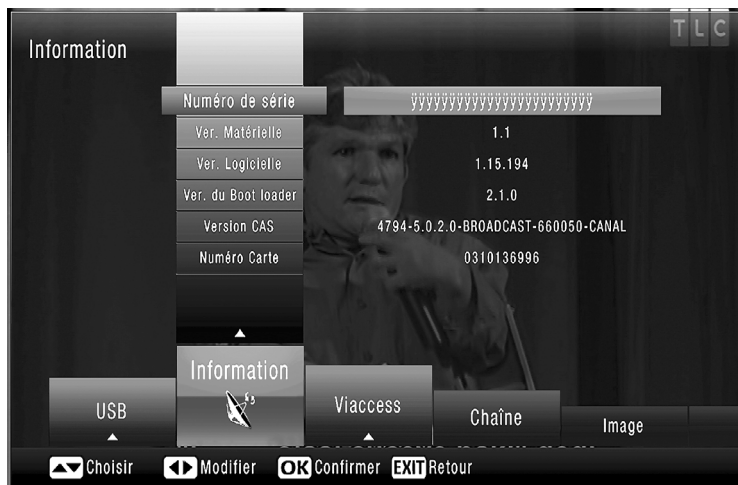 TLC
Information
Numéro de série ÿÿÿÿÿÿÿÿÿÿÿÿÿÿÿÿÿÿÿÿÿÿÿÿ
Ver. Matérielle 1.1
Ver. Logicielle 1.15.194
Ver. du Boot loader 2.1.0
Version CAS 4794-5.0.2.0-BROADCAST-660050-CANAL
Numéro Carte 0310136996
Information
USB Viaccess Chaîne Image
Choisir Modifier OK Confirmer EXIT Retour